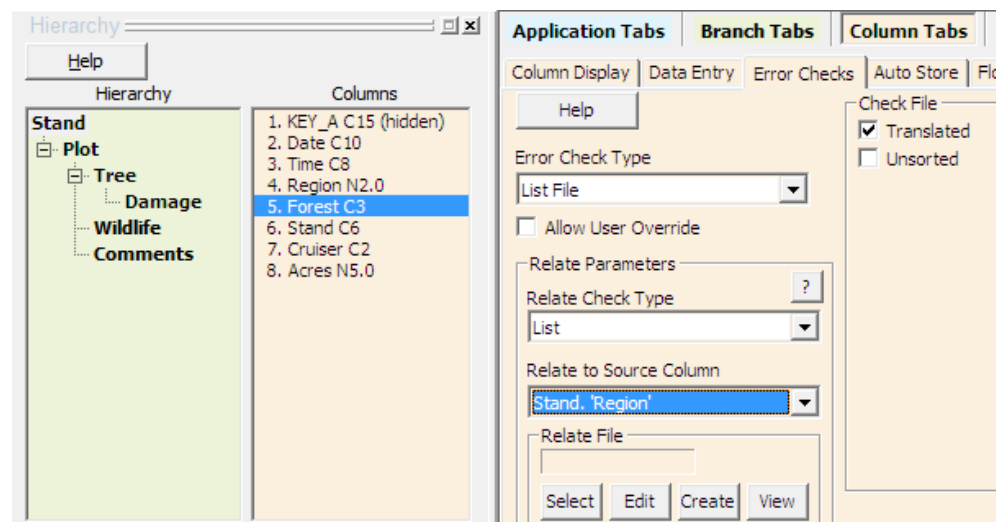 Hierarchy
Help
Hierarchy
Columns
Stand
Plot
Tree
Damage
Wildlife
Comments
1. KEY_A C15 (hidden)
2. Date C10
3. Time C8
4. Region N2.0
5. Forest C3
6. Stand C6
7. Cruiser C2
8. Acres N5.0
Application Tabs
Branch Tabs
Column Tabs
Column Display
Data Entry
Error Checks
Auto Store
Help
Error Check Type
List File
Allow User Override
Relate Parameters
?
Relate Check Type
List
Relate to Source Column
Stand. 'Region'
Relate File
Select
Edit
Create
View
Check File
Translated
Unsorted